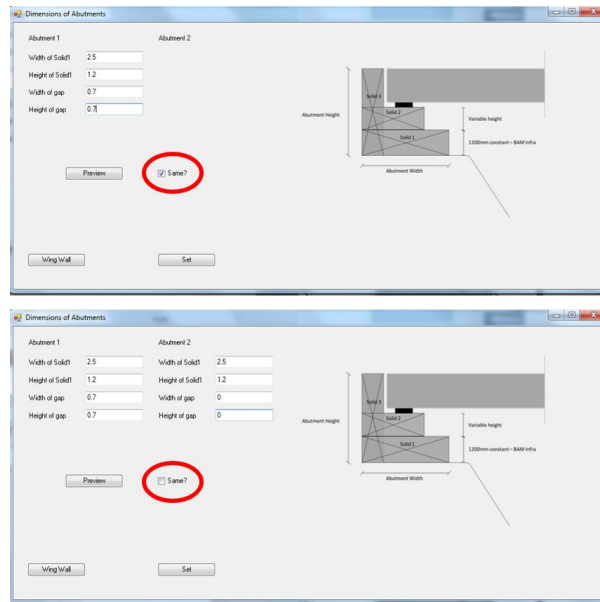 Dimensions of Abutments
Abutment 1 Abutment 2
Width of Solid1 2.5
Height of Solid1 1.2
Width of gap 0.7
Height of gap 0.7
Preview Same?
Wing Wall Set
Solid 3
Solid 2
Solid 1
Abutment Height
Variable height
1200mm constant – BAM Infra
Abutment Width
Dimensions of Abutments
Abutment 1 Abutment 2
Width of Solid1 2.5 Width of Solid1 2.5
Height of Solid1 1.2 Height of Solid1 1.2
Width of gap 0.7 Width of gap 0
Height of gap 0.7 Height of gap 0
Preview Same?
Wing Wall Set
Solid 3
Solid 2
Solid 1
Abutment Height
Variable height
1200mm constant – BAM Infra
Abutment Width